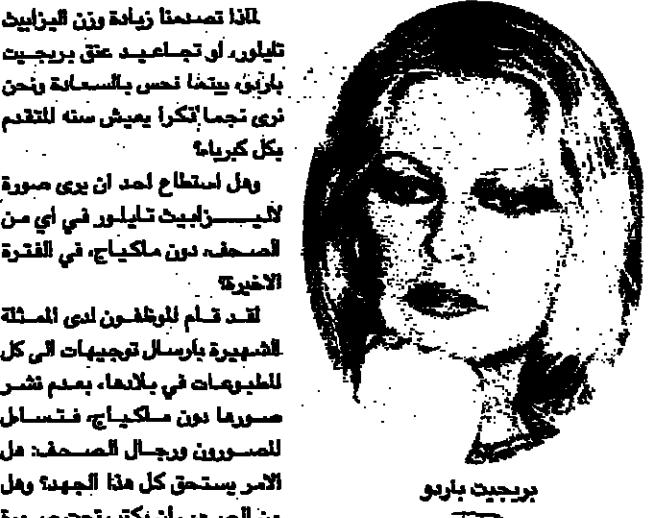 لماذا تصدمنا زيادة وزن اليزابيث
تايلور، او تجاعيد عنق بريجيت
باردو، بينما نحس بالسعادة ونحن
نرى نجما ذكرا يعيش سنه المتقدم
بكل كبرياء؟
وهل استطاع احد ان يرى صورة
لاليـــــزابيث تايلور في أي من
الصحف، دون ماكياج، في الفترة
الاخيرة؟
لقد قام الموظفون لدى الممثلة
الشهيرة بارسال توجيهات الى كل
المطبوعات في بلادها، بعدم نشر
صورها دون ماكياج، فتساءل
المصورون ورجال الصحف: هل
الامر يستحق كل هذا الجهد؟ وهل
بريجيت باردو